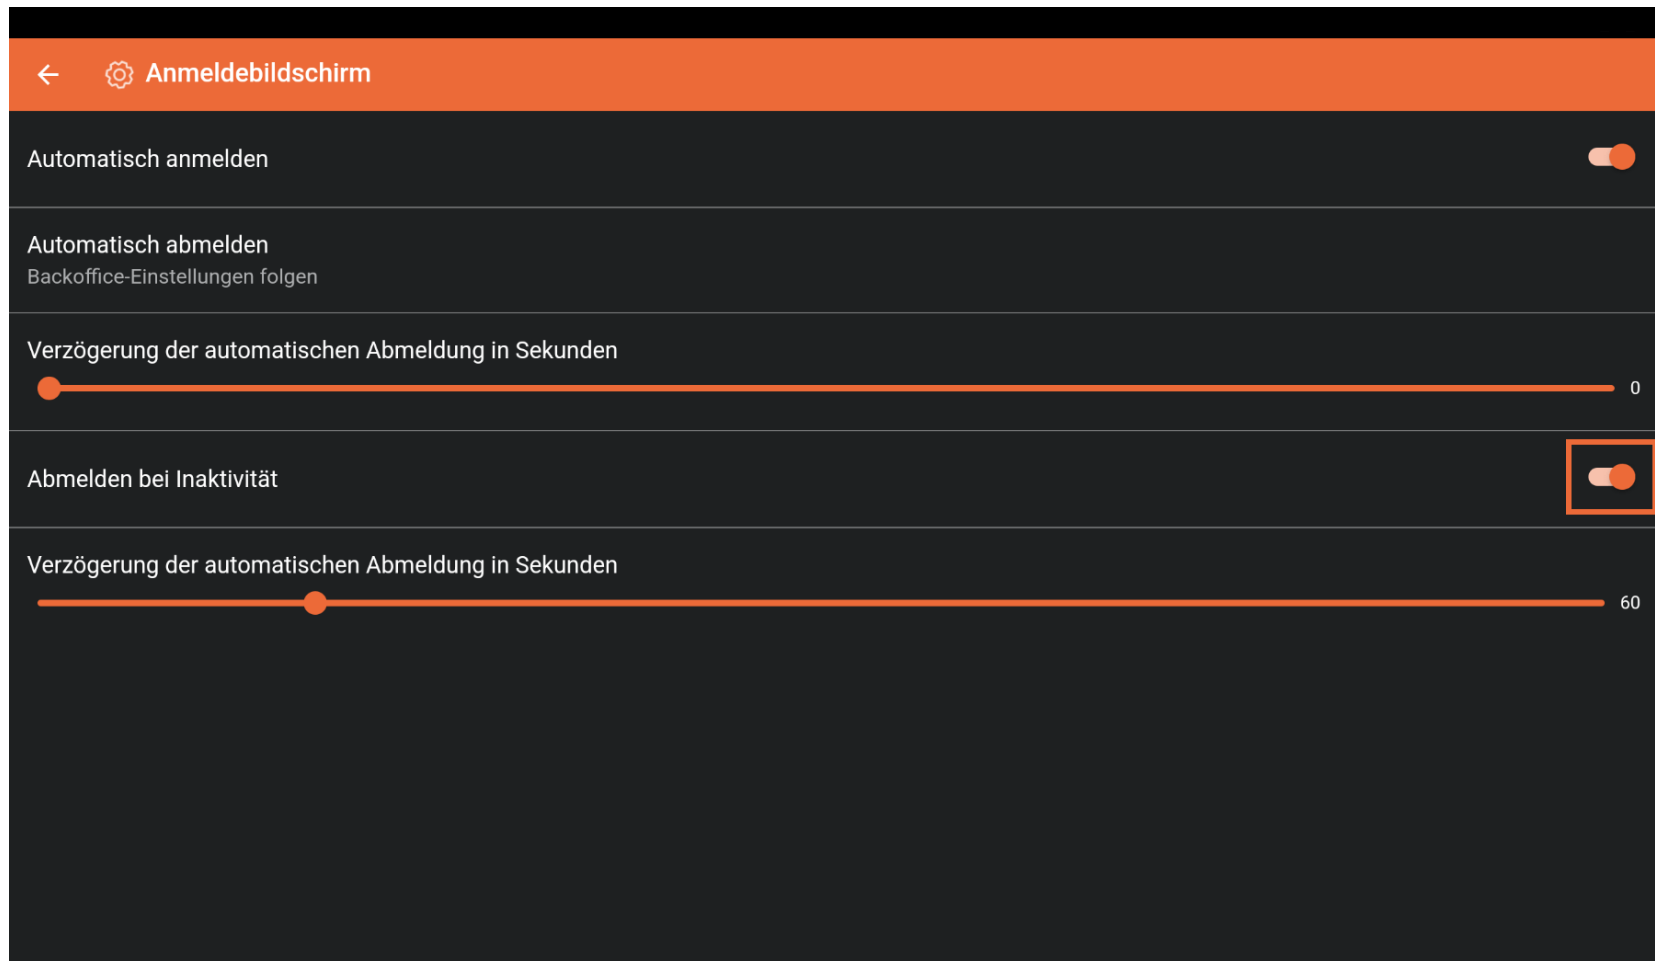 Anmeldebildschirm
Automatisch anmelden
Automatisch abmelden
Backoffice-Einstellungen folgen
Verzögerung der automatischen Abmeldung in Sekunden
0
Abmelden bei Inaktivität
Verzögerung der automatischen Abmeldung in Sekunden
60